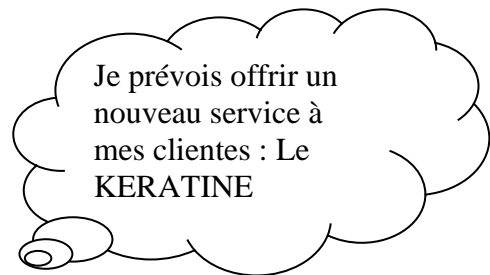 Je prévois offrir un
nouveau service à
mes clientes : Le
KERATINE